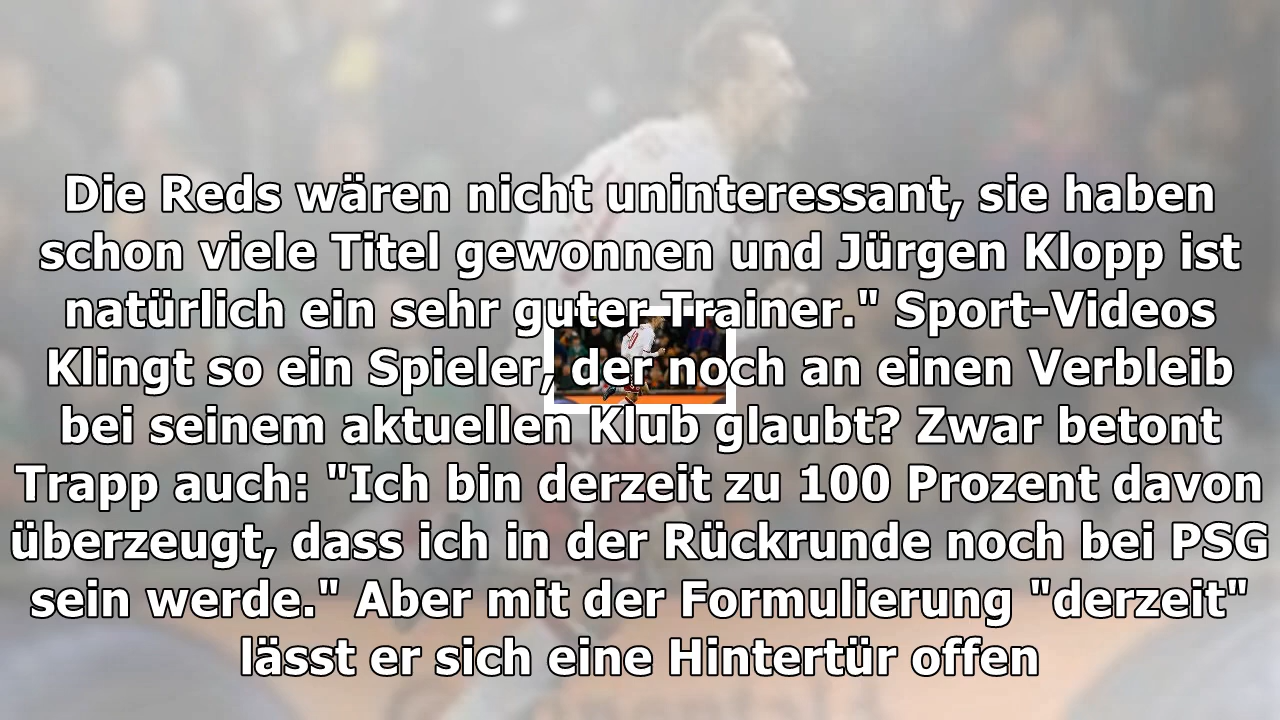 Die Reds wären nicht uninteressant, sie haben
schon viele Titel gewonnen und Jürgen Klopp ist
natürlich ein sehr guter Trainer." Sport-Videos
Klingt so ein Spieler, der noch an einen Verbleib
bei seinem aktuellen Klub glaubt? Zwar betont
Trapp auch: "Ich bin derzeit zu 100 Prozent davon
überzeugt, dass ich in der Rückrunde noch bei PSG
sein werde." Aber mit der Formulierung "derzeit"
lässt er sich eine Hintertür offen